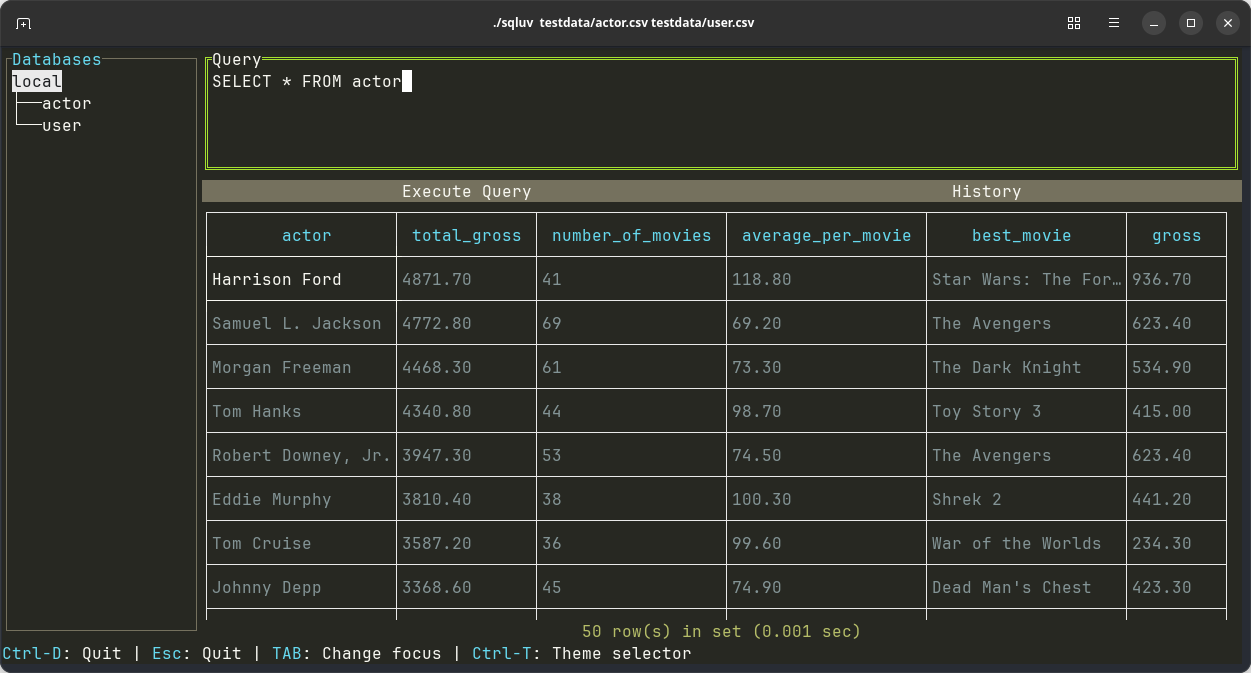 ./sqluv testdata/actor.csv testdata/user.csv
Databases
local
actor
user
Query
SELECT * FROM actor
Execute Query History
actor total_gross number_of_movies average_per_movie best_movie gross
Harrison Ford 4871.70 41 118.80 Star Wars: The For… 936.70
Samuel L. Jackson 4772.80 69 69.20 The Avengers 623.40
Morgan Freeman 4468.30 61 73.30 The Dark Knight 534.90
Tom Hanks 4340.80 44 98.70 Toy Story 3 415.00
Robert Downey, Jr. 3947.30 53 74.50 The Avengers 623.40
Eddie Murphy 3810.40 38 100.30 Shrek 2 441.20
Tom Cruise 3587.20 36 99.60 War of the Worlds 234.30
Johnny Depp 3368.60 45 74.90 Dead Man's Chest 423.30
50 row(s) in set (0.001 sec)
Ctrl-D: Quit | Esc: Quit | TAB: Change focus | Ctrl-T: Theme selector